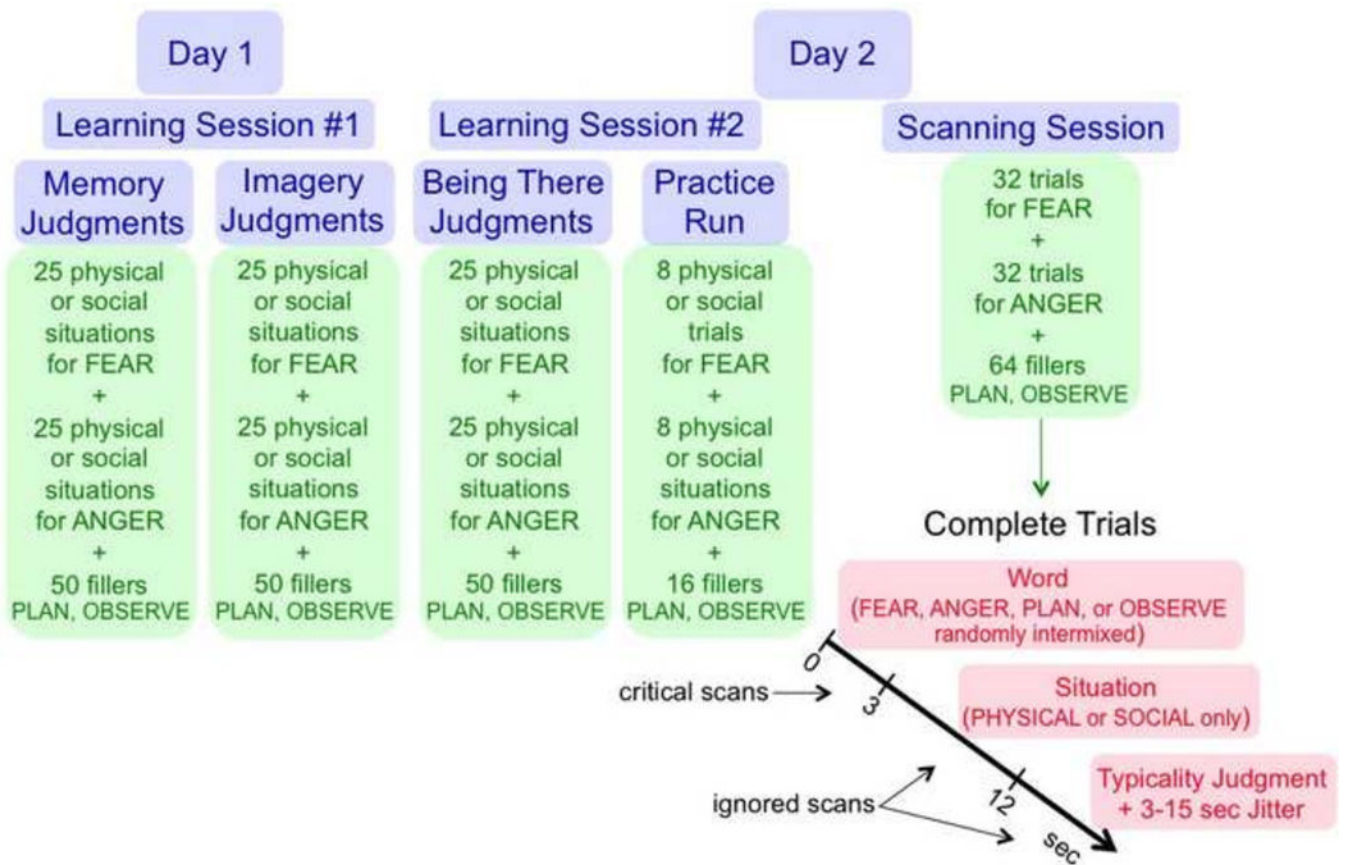 Day 1
Day 2
Learning Session #1
Learning Session #2
Scanning Session
Memory
Judgments
Imagery
Judgments
Being There
Judgments
Practice
Run
25 physical
or social
situations
for FEAR
+
25 physical
or social
situations
for ANGER
+
50 fillers
PLAN, OBSERVE
25 physical
or social
situations
for FEAR
+
25 physical
or social
situations
for ANGER
+
50 fillers
PLAN, OBSERVE
25 physical
or social
situations
for FEAR
+
25 physical
or social
situations
for ANGER
+
50 fillers
PLAN, OBSERVE
8 physical
or social
trials
for FEAR
+
8 physical
or social
situations
for ANGER
+
16 fillers
PLAN, OBSERVE
32 trials
for FEAR
+
32 trials
for ANGER
+
64 fillers
PLAN, OBSERVE
Complete Trials
Word
(FEAR, ANGER, PLAN, or OBSERVE
randomly intermixed)
0
critical scans
3
Situation
(PHYSICAL or SOCIAL only)
ignored scans
12
Typicality Judgment
+ 3-15 sec Jitter
sec